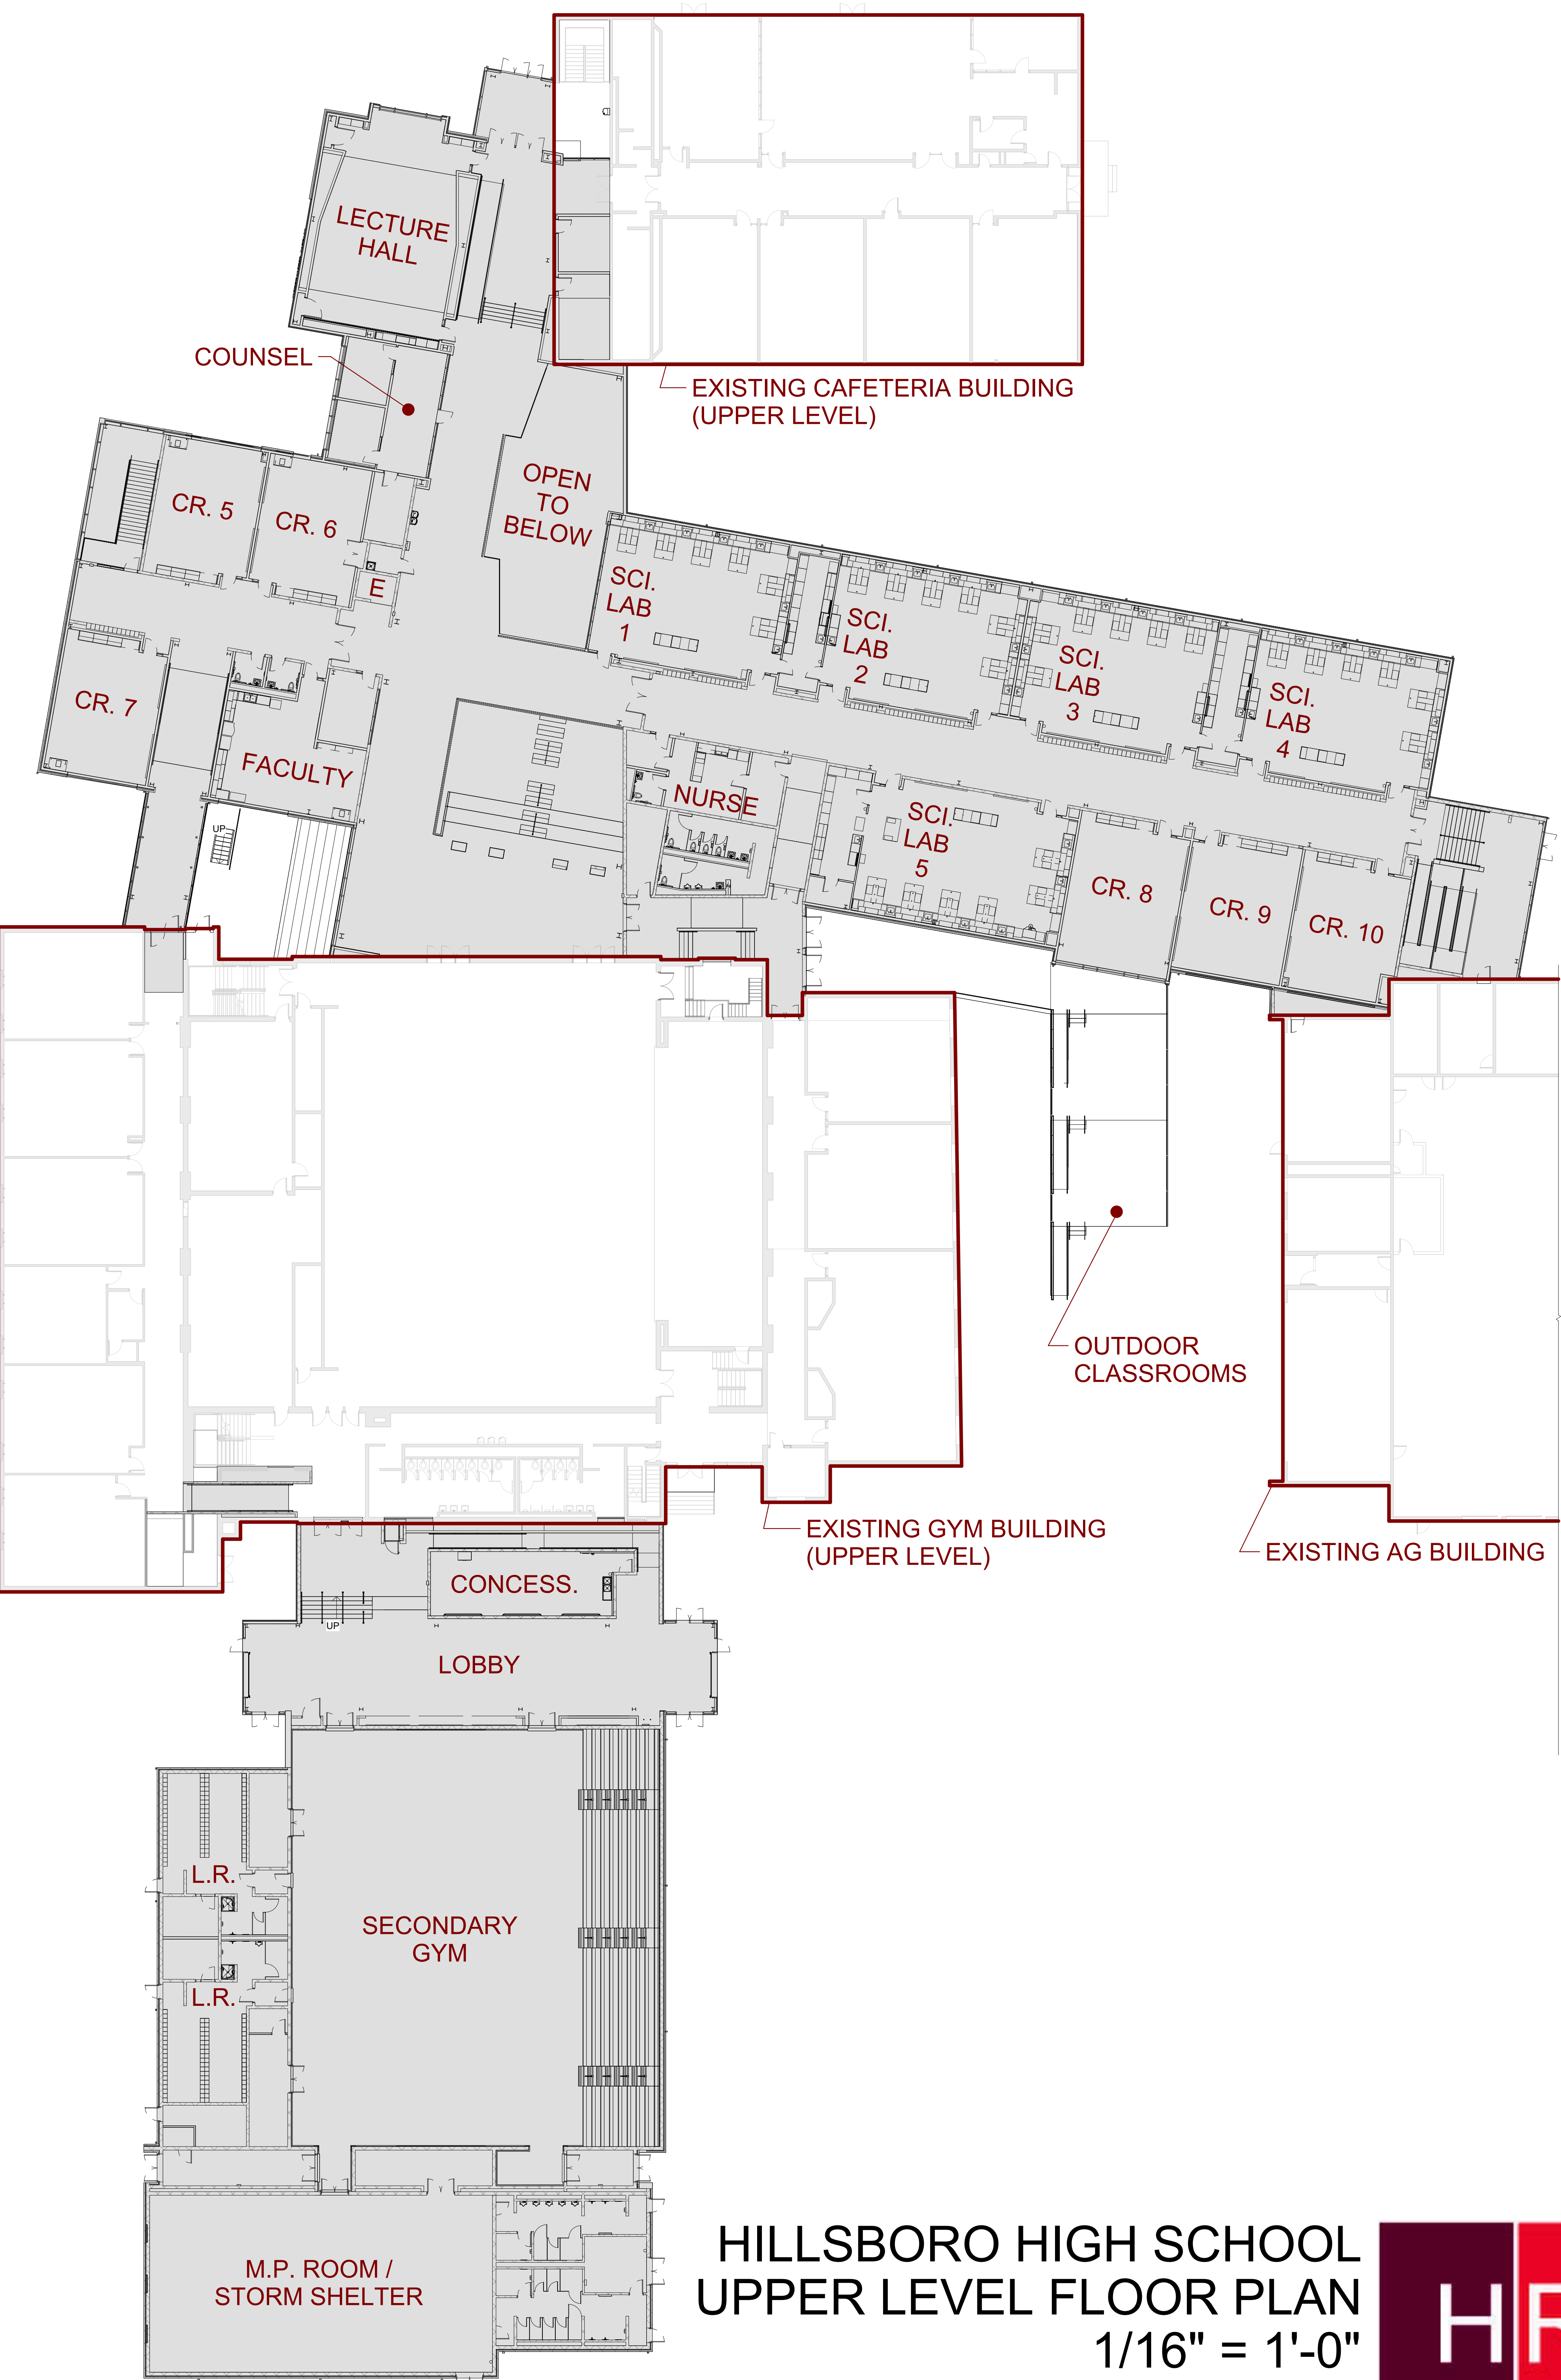 LECTURE
HALL
COUNSEL
EXISTING CAFETERIA BUILDING
(UPPER LEVEL)
OPEN
TO
BELOW
CR. 5
CR. 6
E
SCI.
LAB
1
SCI.
LAB
2
SCI.
LAB
3
SCI.
LAB
4
CR. 7
FACULTY
NURSE
SCI.
LAB
5
UP
CR. 8
CR. 9
CR. 10
OUTDOOR
CLASSROOMS
EXISTING GYM BUILDING
(UPPER LEVEL)
EXISTING AG BUILDING
CONCESS.
UP
LOBBY
L.R.
SECONDARY
GYM
L.R.
M.P. ROOM /
STORM SHELTER
HILLSBORO HIGH SCHOOL
UPPER LEVEL FLOOR PLAN
1/16" = 1'-0"
H